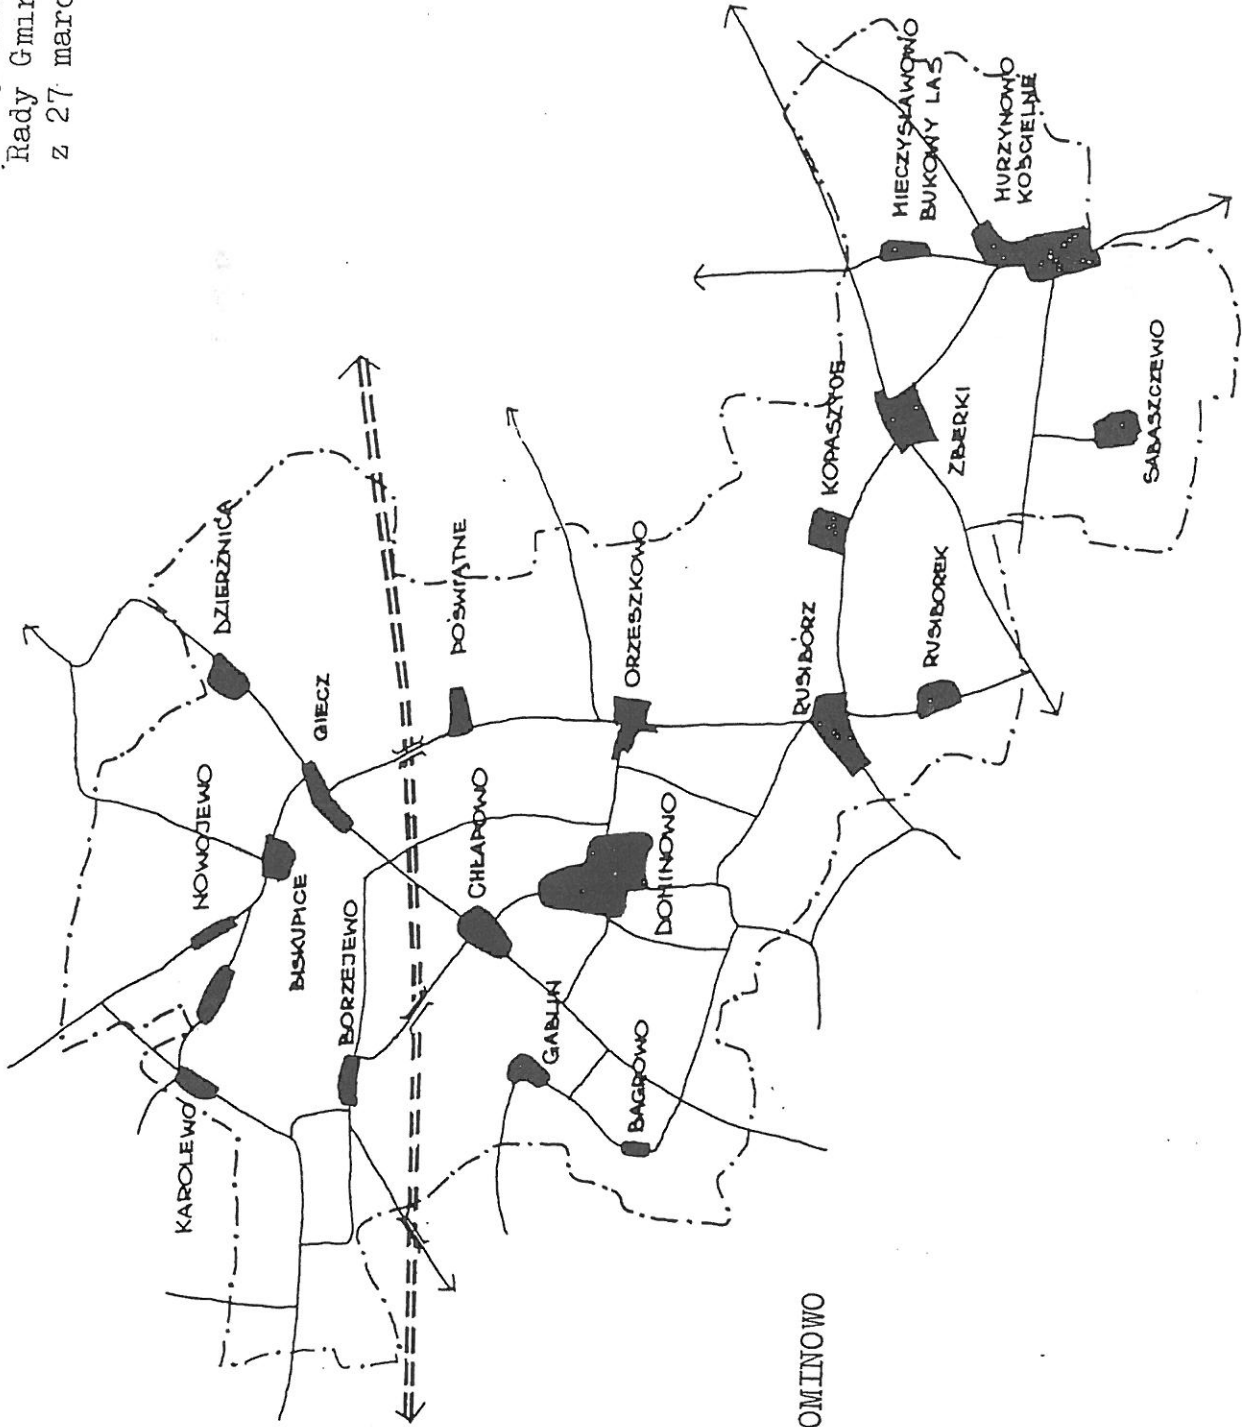 Rady Gmin
z 27 marc
KAROLEWO
NOWOJEWO
DZIERŻNICA
BISKUPICE
GIECZ
BORZEJEWO
POŚWIĄTNE
CHŁAPOWO
GABLIN
BAGROWO
ORZESZKOWO
DOMINOWO
RUSIBÓRZ
KOPASZYCE
OMINOWO
MIECZYSŁAWOWO
BUKOWY LAS
RUSIBOREK
ZBERKI
MURZYNOWO
KOŚCIELNE
SABASZCZEWO